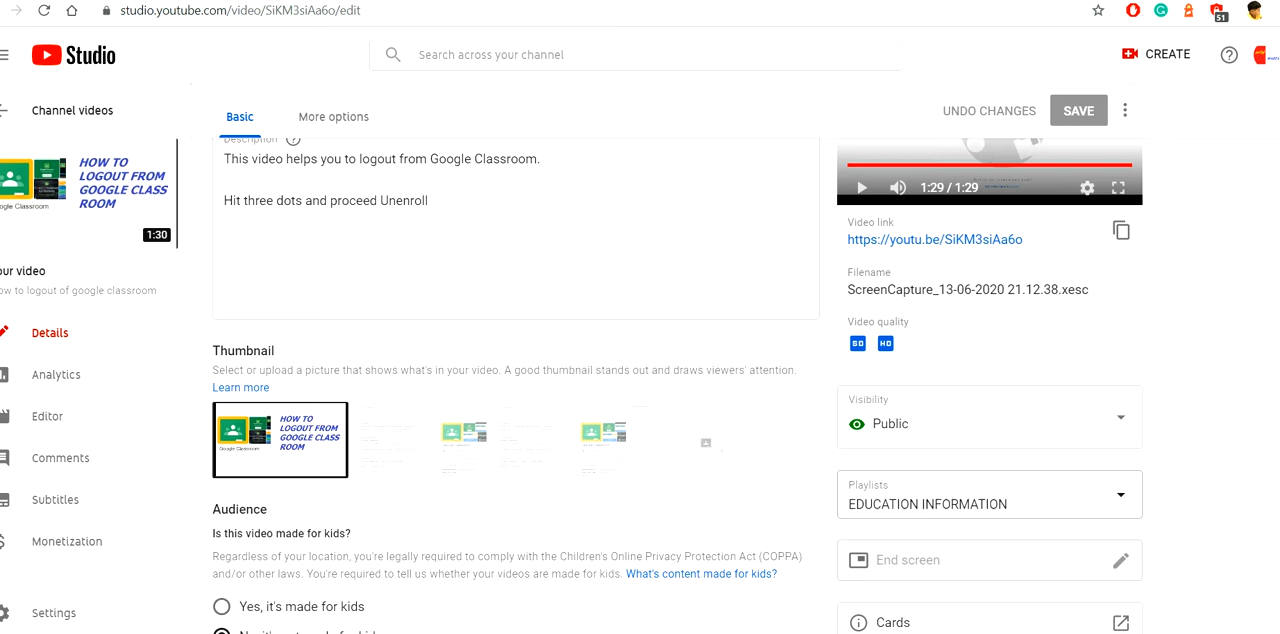 studio.youtube.com/video/SiKM3siAa6o/edit
51
Studio
Search across your channel
CREATE
Channel videos
Basic
More options
UNDO CHANGES
SAVE
HOW TO
LOGOUT FROM
GOOGLE CLASS
ROOM
ogle Classroom
1:30
our video
ow to logout of google classroom
Details
Analytics
Editor
Comments
Subtitles
Monetization
Settings
Description
This video helps you to logout from Google Classroom.
Hit three dots and proceed Unenroll
Thumbnail
Select or upload a picture that shows what's in your video. A good thumbnail stands out and draws viewers' attention.
Learn more
HOW TO
LOGOUT FROM
GOOGLE CLASS
ROOM
Google Classroom
Audience
Is this video made for kids?
Regardless of your location, you're legally required to comply with the Children's Online Privacy Protection Act (COPPA)
and/or other laws. You're required to tell us whether your videos are made for kids. What's content made for kids?
Yes, it's made for kids
1:29 / 1:29
Video link
https://youtu.be/SiKM3siAa6o
Filename
ScreenCapture_13-06-2020 21.12.38.xesc
Video quality
SD HD
Visibility
Public
Playlists
EDUCATION INFORMATION
End screen
Cards